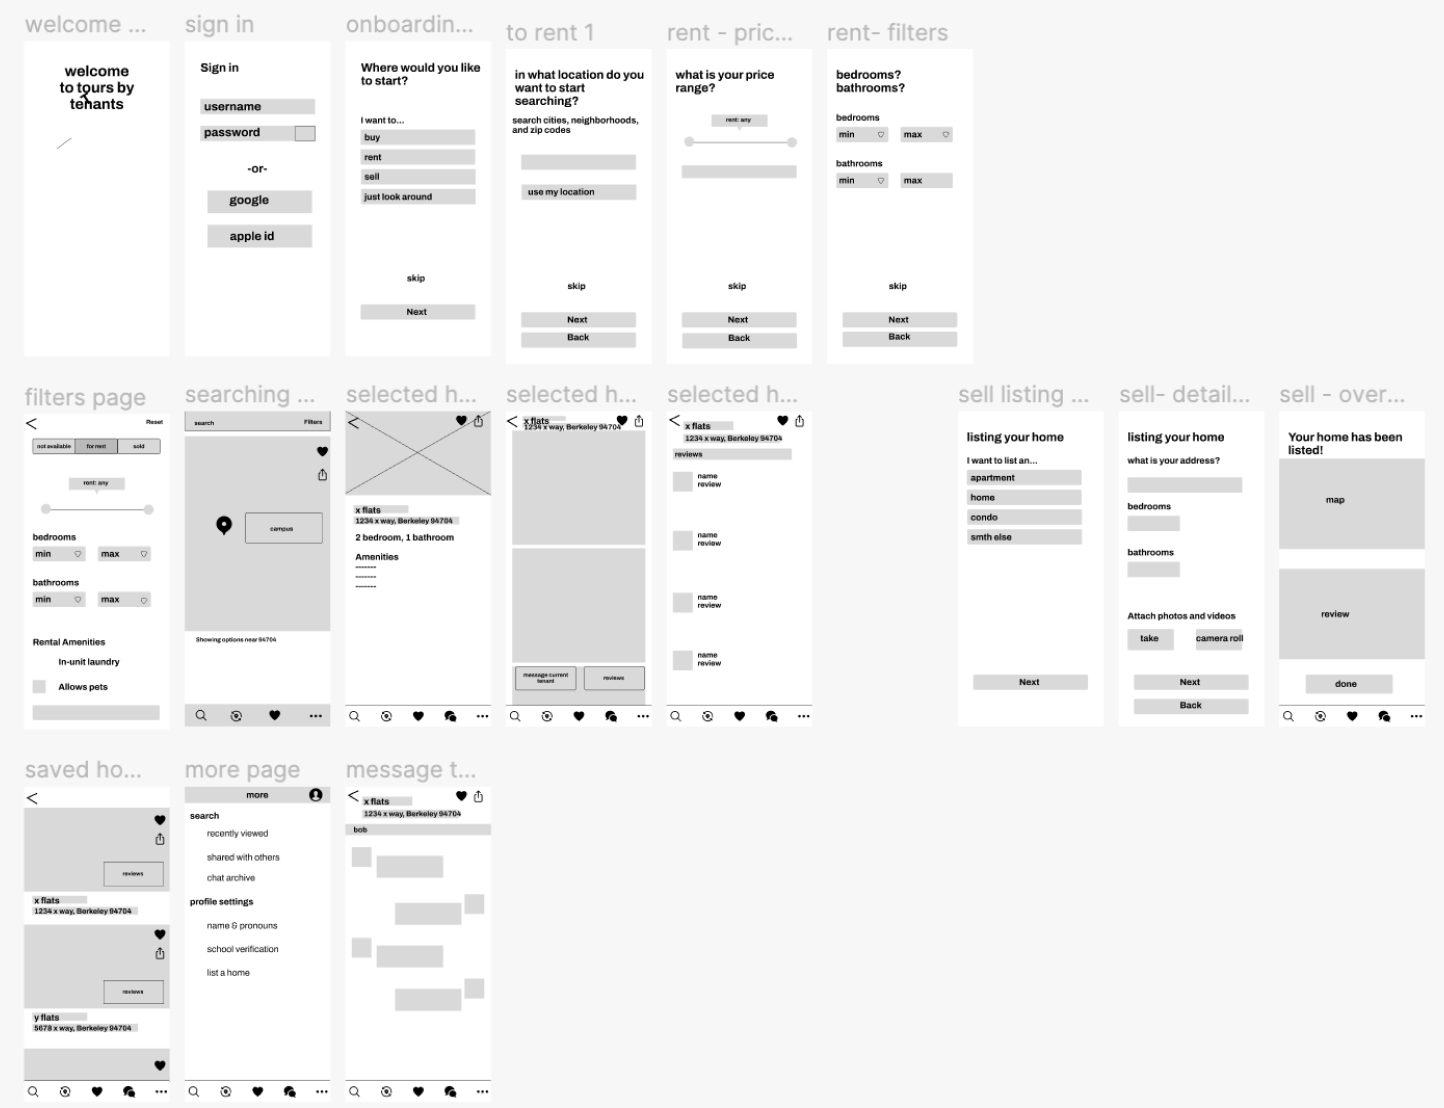 welcome ...
welcome
to tours by
tenants
sign in
Sign in
username
password
-or-
google
apple id
onboardin...
Where would you like
to start?
I want to...
buy
rent
sell
just look around
skip
Next
to rent 1
in what location do you
want to start
searching?
search cities, neighborhoods,
and zip codes
use my location
skip
Next
Back
rent - pric...
what is your price
range?
rent: any
skip
Next
Back
rent- filters
bedrooms?
bathrooms?
bedrooms
min max
bathrooms
min max
skip
Next
Back
filters page
Reset
not available for rent sold
rent: any
bedrooms
min max
bathrooms
min max
Rental Amenities
In-unit laundry
Allows pets
searching ...
search Filters
campus
Showing options near 94704
selected h...
x flats
1234 x way, Berkeley 94704
2 bedroom, 1 bathroom
Amenities
-------
-------
-------
selected h...
x flats
1234 x way, Berkeley 94704
message current
tenant
reviews
selected h...
x flats
1234 x way, Berkeley 94704
reviews
name
review
name
review
name
review
name
review
sell listing ...
listing your home
I want to list an...
apartment
home
condo
smth else
Next
sell- detail...
listing your home
what is your address?
bedrooms
bathrooms
Attach photos and videos
take camera roll
Next
Back
sell - over...
Your home has been
listed!
map
review
done
saved ho...
reviews
x flats
1234 x way, Berkeley 94704
reviews
y flats
5678 x way, Berkeley 94704
more page
more
search
recently viewed
shared with others
chat archive
profile settings
name & pronouns
school verification
list a home
message t...
x flats
1234 x way, Berkeley 94704
bob